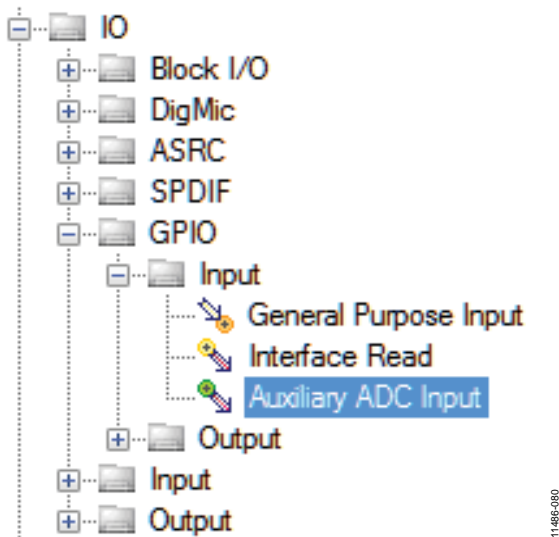 IO
Block I/O
DigMic
ASRC
SPDIF
GPIO
Input
General Purpose Input
Interface Read
Auxiliary ADC Input
Output
Input
Output
11486-080